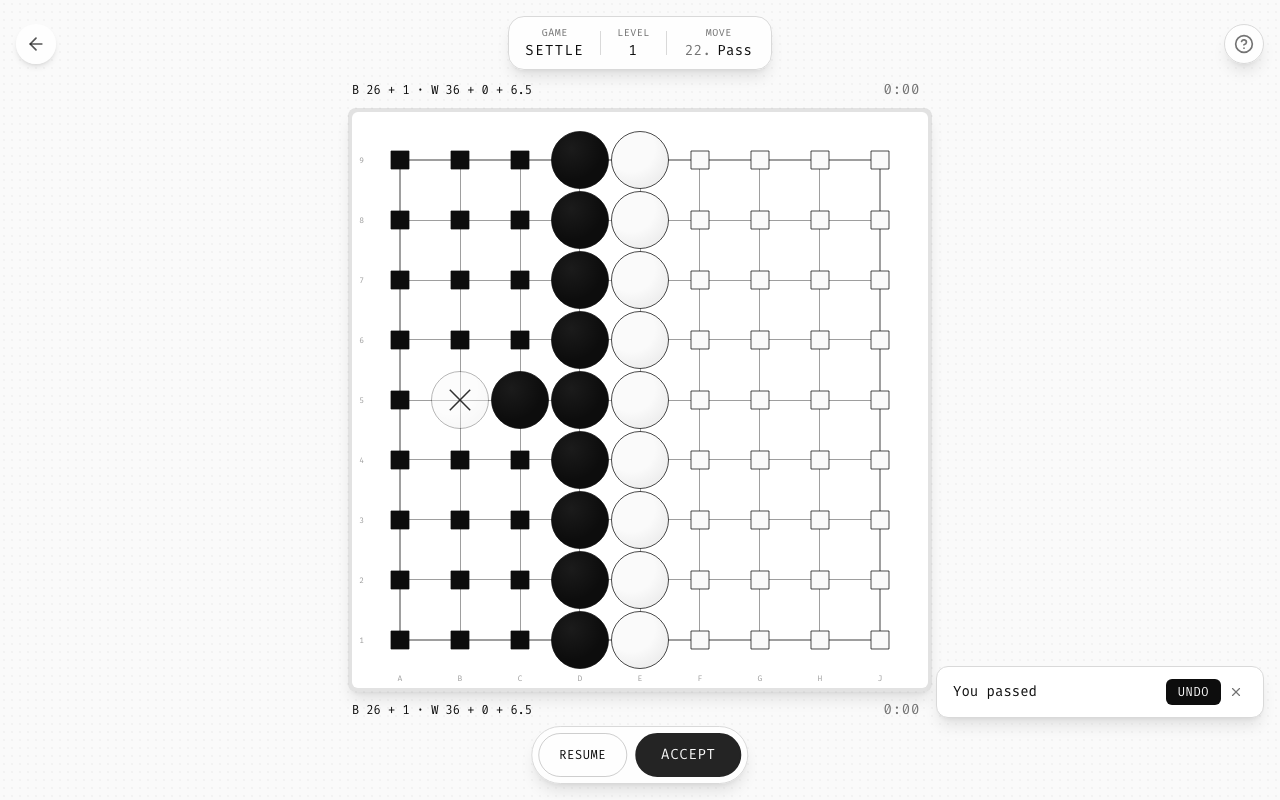 GAME
SETTLE
LEVEL
1
MOVE
22. Pass
B 26 + 1 · W 36 + 0 + 6.5
0:00
9
8
7
6
5
4
3
2
1
A B C D E F G H J
You passed
UNDO
B 26 + 1 · W 36 + 0 + 6.5
0:00
RESUME
ACCEPT